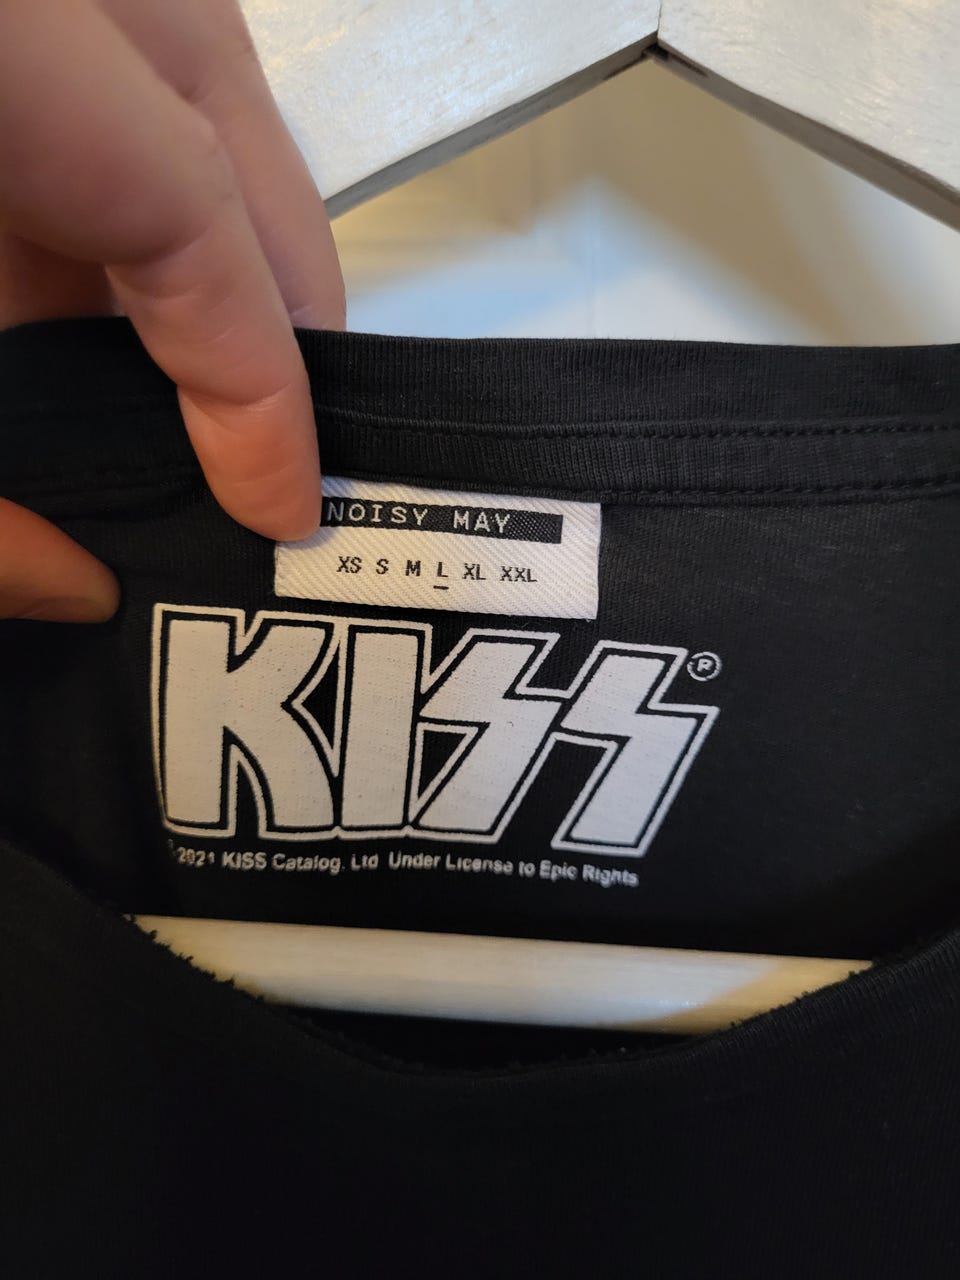 NOISY MAY
XS S M L XL XXL
KISS ®
2021 KISS Catalog. Ltd Under License to Epic Rights